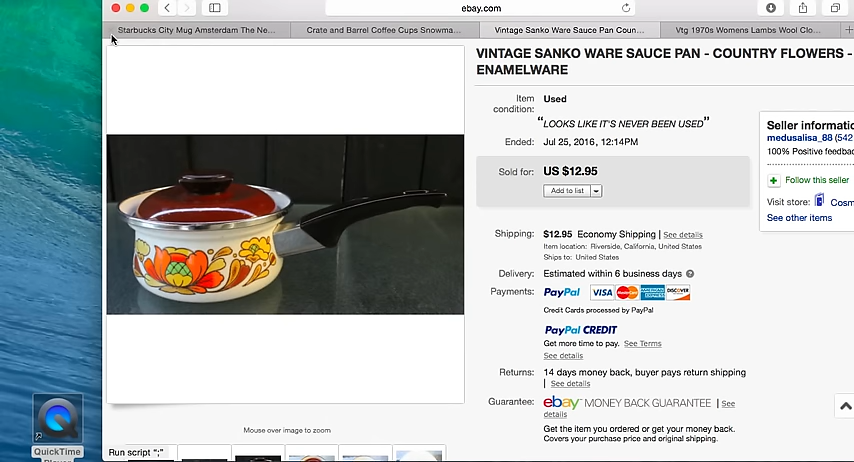 ebay.com
Starbucks City Mug Amsterdam The Ne...
Crate and Barrel Coffee Cups Snowma...
Vintage Sanko Ware Sauce Pan Coun...
Vtg 1970s Womens Lambs Wool Clo...
VINTAGE SANKO WARE SAUCE PAN - COUNTRY FLOWERS -
ENAMELWARE
Item condition: Used
"LOOKS LIKE IT'S NEVER BEEN USED"
Ended: Jul 25, 2016, 12:14PM
Sold for: US $12.95
Add to list
Shipping: $12.95 Economy Shipping | See details
Item location: Riverside, California, United States
Ships to: United States
Delivery: Estimated within 6 business days
Payments: PayPal VISA MasterCard AMERICAN EXPRESS DISCOVER
Credit Cards processed by PayPal
PayPal CREDIT
Get more time to pay. See Terms
See details
Returns: 14 days money back, buyer pays return shipping
| See details
Guarantee: ebay MONEY BACK GUARANTEE | See
details
Get the item you ordered or get your money back.
Covers your purchase price and original shipping.
Seller informatio
medusalisa_88 (542
100% Positive feedbac
Follow this seller
Visit store: Cosm
See other items
Mouse over image to zoom
Run script ";"
QuickTime